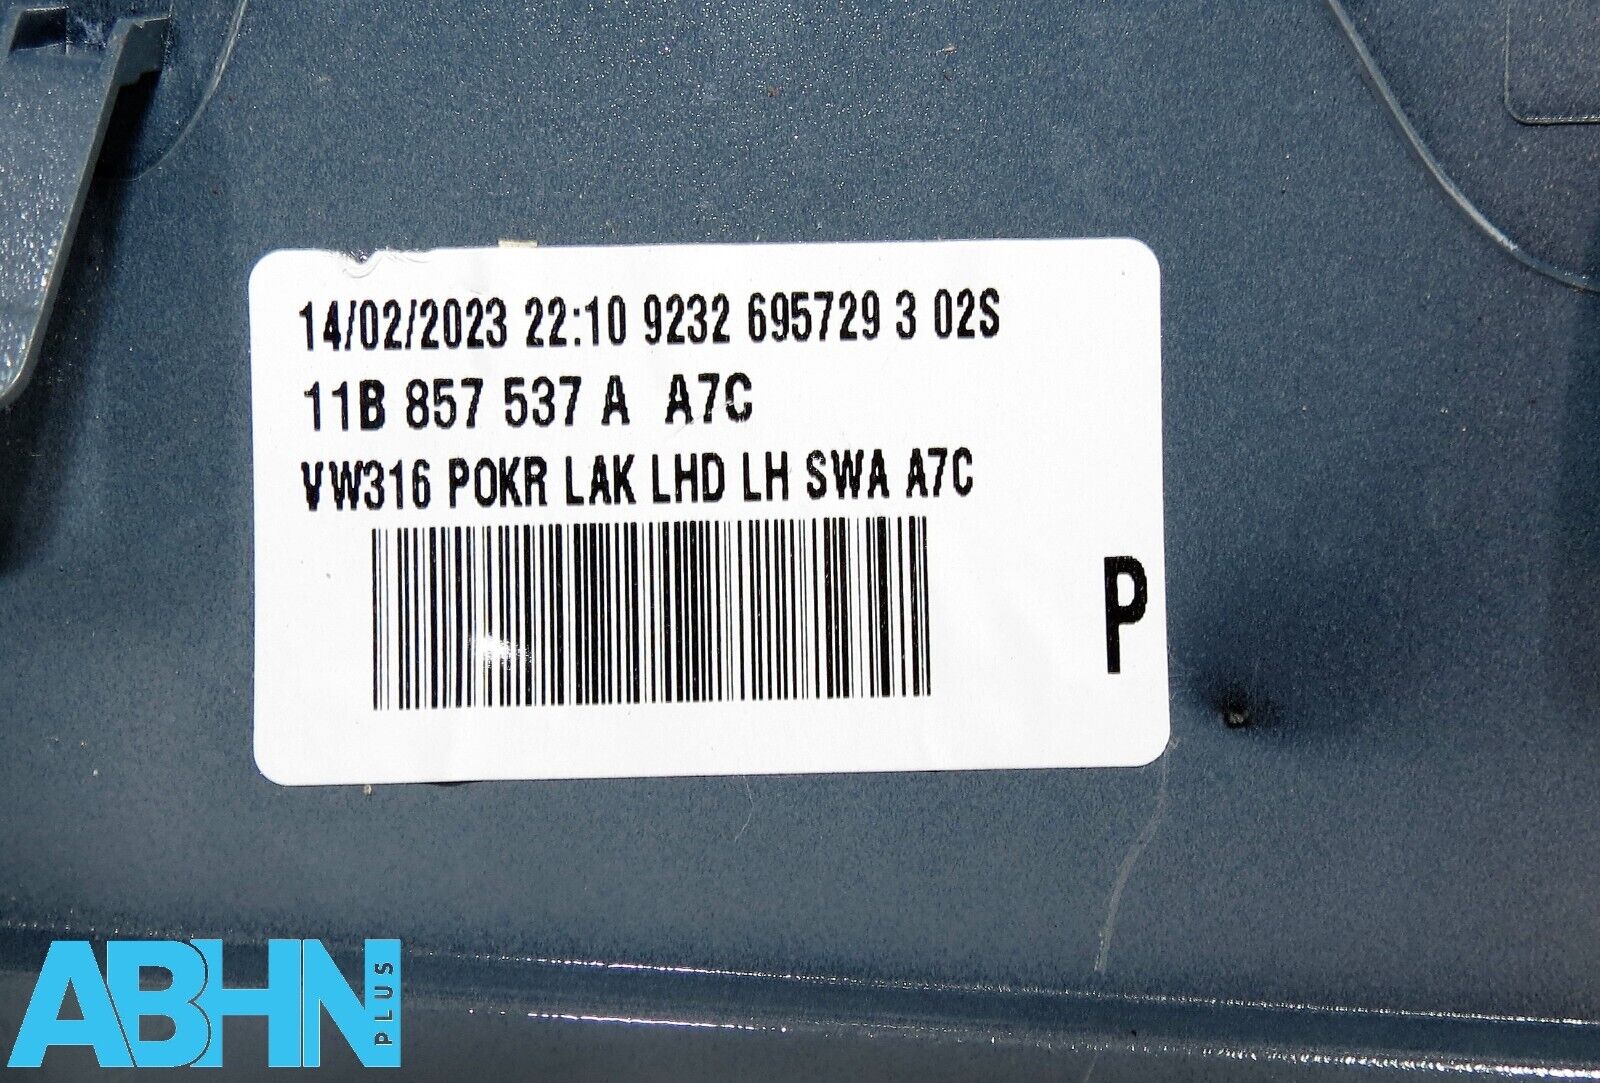 14/02/2023 22:10 9232 695729 3 02S
11B 857 537 A A7C
VW316 POKR LAK LHD LH SWA A7C
P
ABHN PLUS